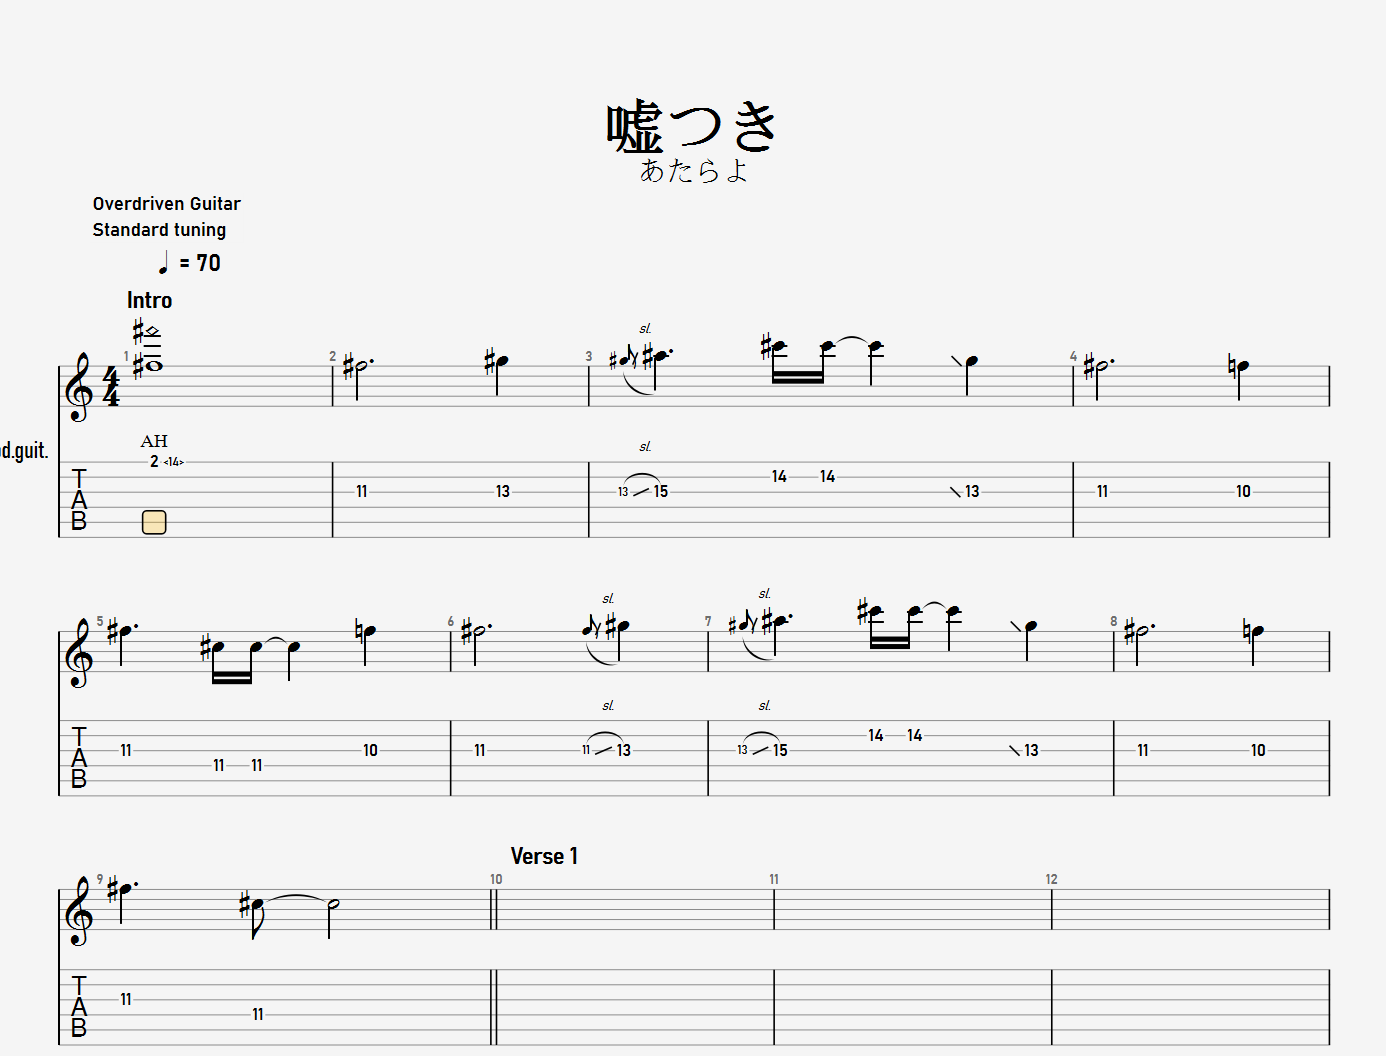 嘘つき
あたらよ
Overdriven Guitar
Standard tuning
= 70
Intro
sl.
1 2 3 4
4
4
AH
sl.
d.guit.
2 <14> 11 13 13 15 14 14 13 11 10
T
A
B
sl. sl.
5 6 7 8
sl. sl.
11 11 11 10 11 11 13 13 15 14 14 13 11 10
T
A
B
Verse 1
9 10 11 12
11 11
T
A
B